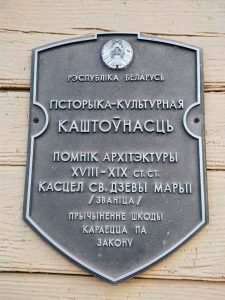 РЭСПУБЛІКА БЕЛАРУСЬ
ГІСТОРЫКА-КУЛЬТУРНАЯ
КАШТОЎНАСЦЬ
ПОМНІК АРХІТЭКТУРЫ
XVIII-XIX СТ. СТ.
КАСЦЕЛ СВ. ДЗЕВЫ МАРЫІ
/ЗВАНІЦА/
ПРЫЧЫНЕННЕ ШКОДЫ
КАРАЕЦЦА ПА
ЗАКОНУ